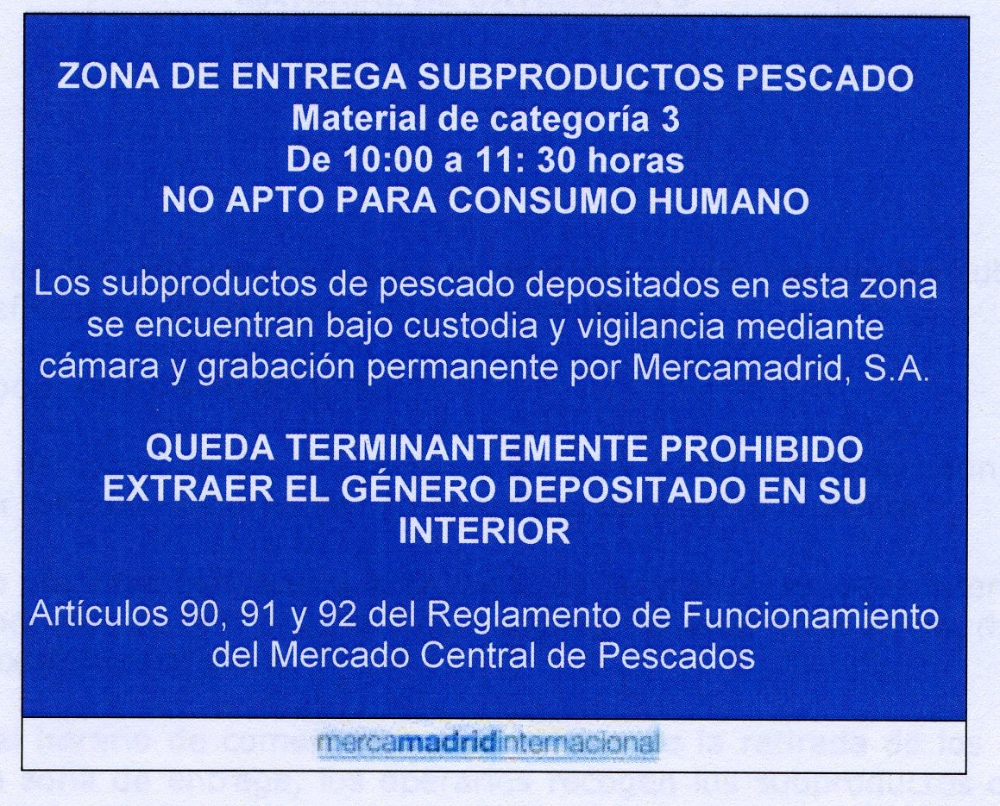 ZONA DE ENTREGA SUBPRODUCTOS PESCADO
Material de categoría 3
De 10:00 a 11: 30 horas
NO APTO PARA CONSUMO HUMANO
Los subproductos de pescado depositados en esta zona
se encuentran bajo custodia y vigilancia mediante
cámara y grabación permanente por Mercamadrid, S.A.
QUEDA TERMINANTEMENTE PROHIBIDO
EXTRAER EL GÉNERO DEPOSITADO EN SU
INTERIOR
Artículos 90, 91 y 92 del Reglamento de Funcionamiento
del Mercado Central de Pescados
mercamadridinternacional